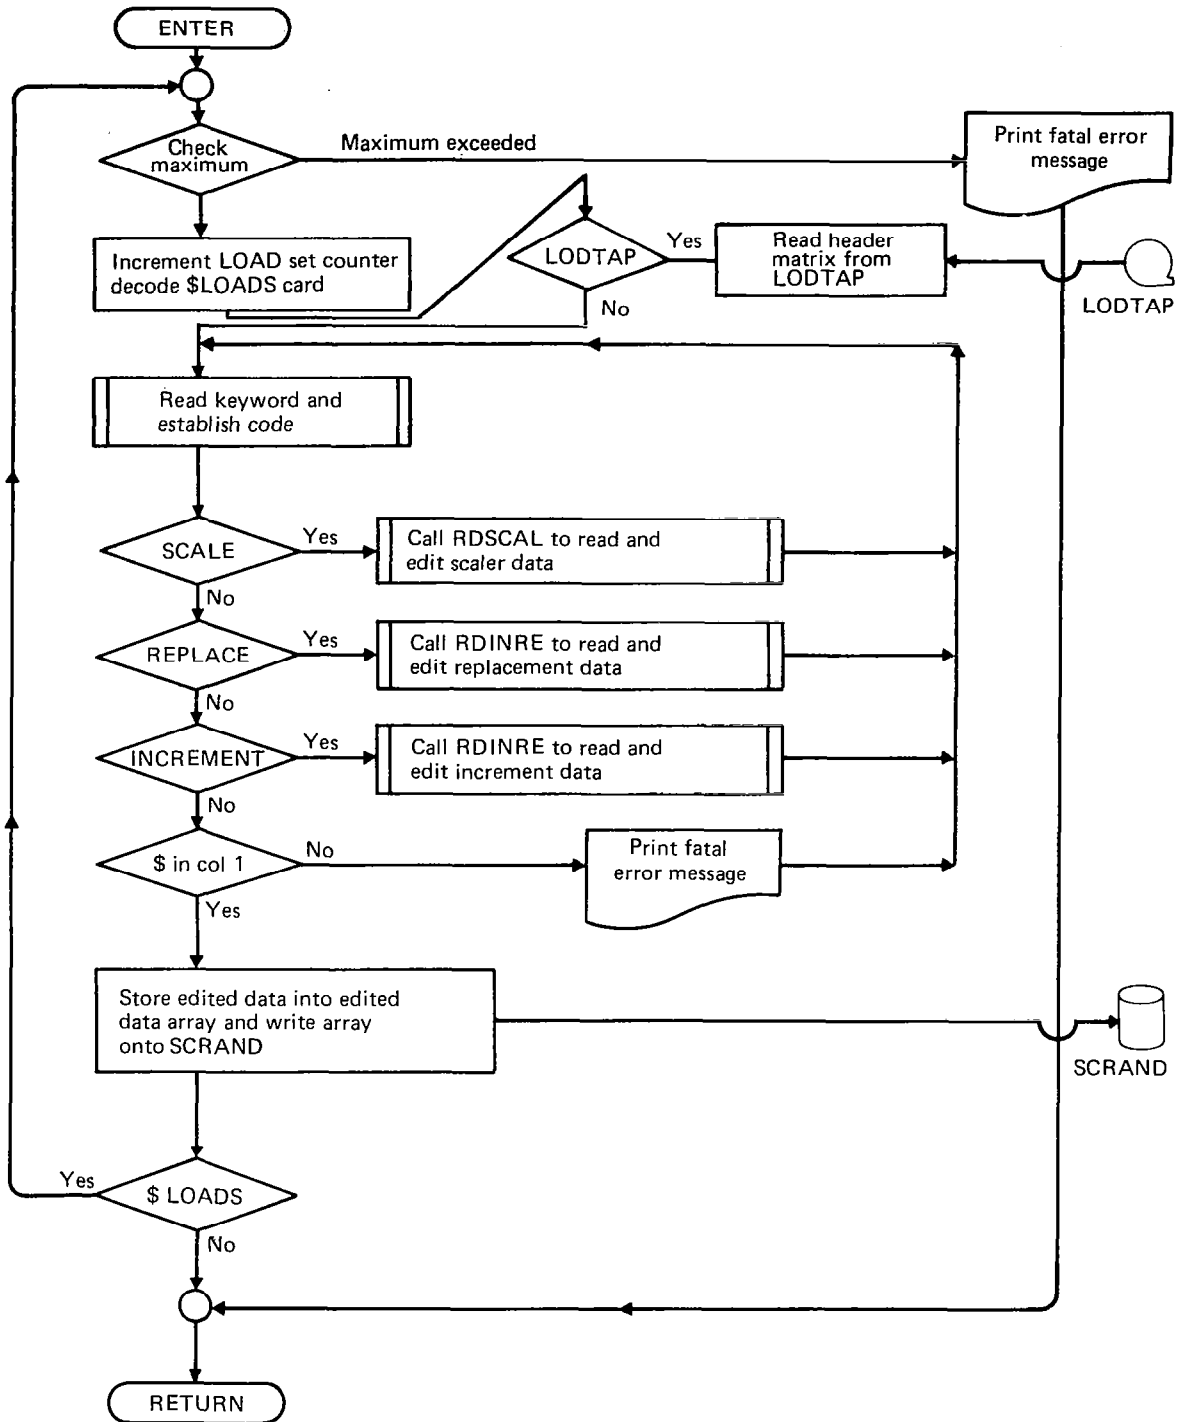 ENTER
Check
maximum
Maximum exceeded
Print fatal error
message
Increment LOAD set counter
decode $LOADS card
LODTAP
Yes
Read header
matrix from
LODTAP
LODTAP
No
Read keyword and
establish code
SCALE
Yes
Call RDSCAL to read and
edit scaler data
No
REPLACE
Yes
Call RDINRE to read and
edit replacement data
No
INCREMENT
Yes
Call RDINRE to read and
edit increment data
No
$ in col 1
No
Print fatal
error message
Yes
Store edited data into edited
data array and write array
onto SCRAND
SCRAND
Yes
$ LOADS
No
RETURN